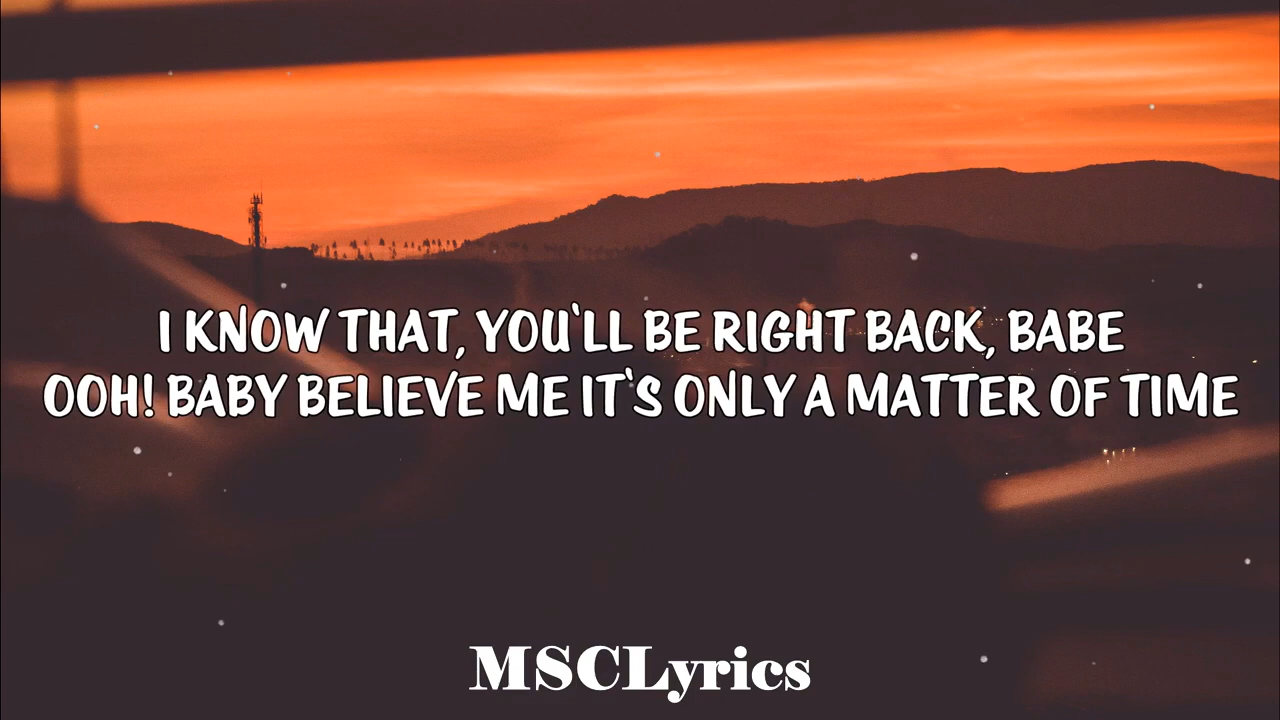 I KNOW THAT, YOU'LL BE RIGHT BACK, BABE
OOH! BABY BELIEVE ME IT'S ONLY A MATTER OF TIME
MSCLyrics